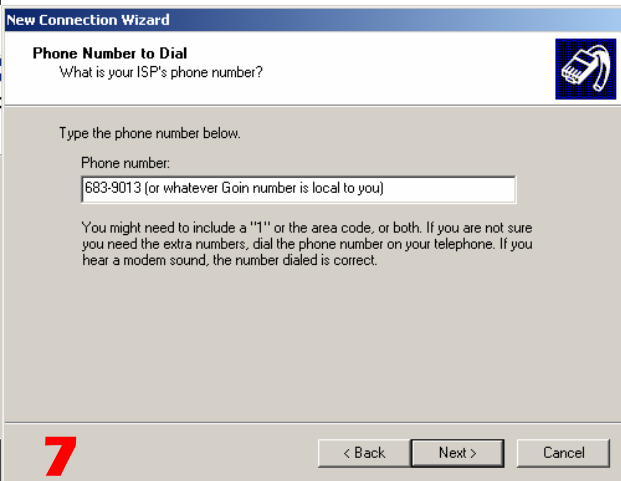 New Connection Wizard
Phone Number to Dial
What is your ISP's phone number?
Type the phone number below.
Phone number:
683-9013 (or whatever Goin number is local to you)
You might need to include a "1" or the area code, or both. If you are not sure
you need the extra numbers, dial the phone number on your telephone. If you
hear a modem sound, the number dialed is correct.
7
< Back
Next >
Cancel